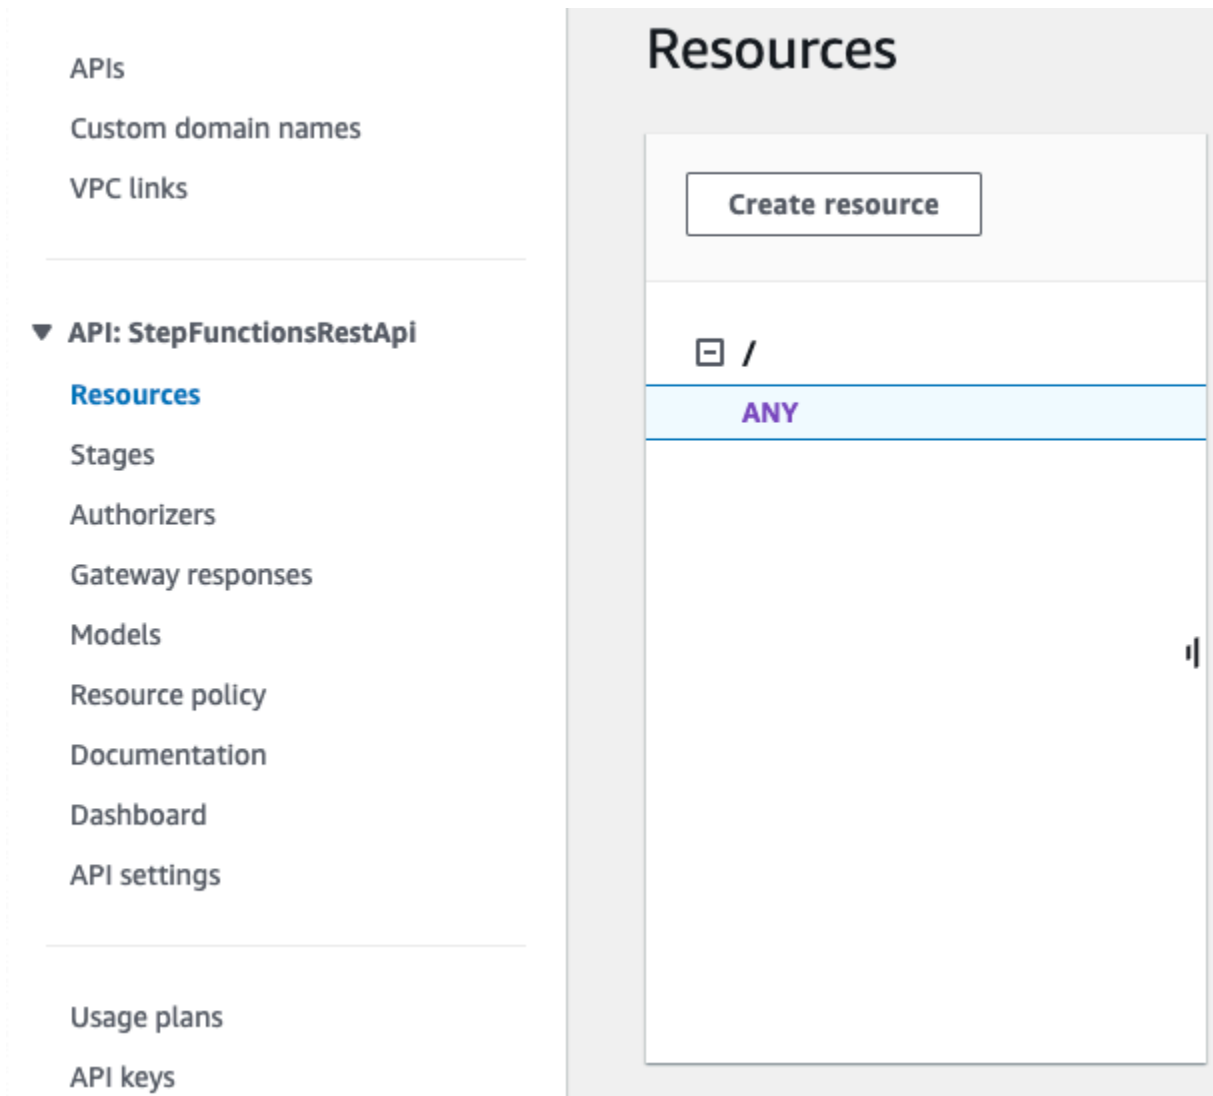 APIs
Custom domain names
VPC links
API: StepFunctionsRestApi
Resources
Stages
Authorizers
Gateway responses
Models
Resource policy
Documentation
Dashboard
API settings
Usage plans
API keys
Resources
Create resource
/
ANY